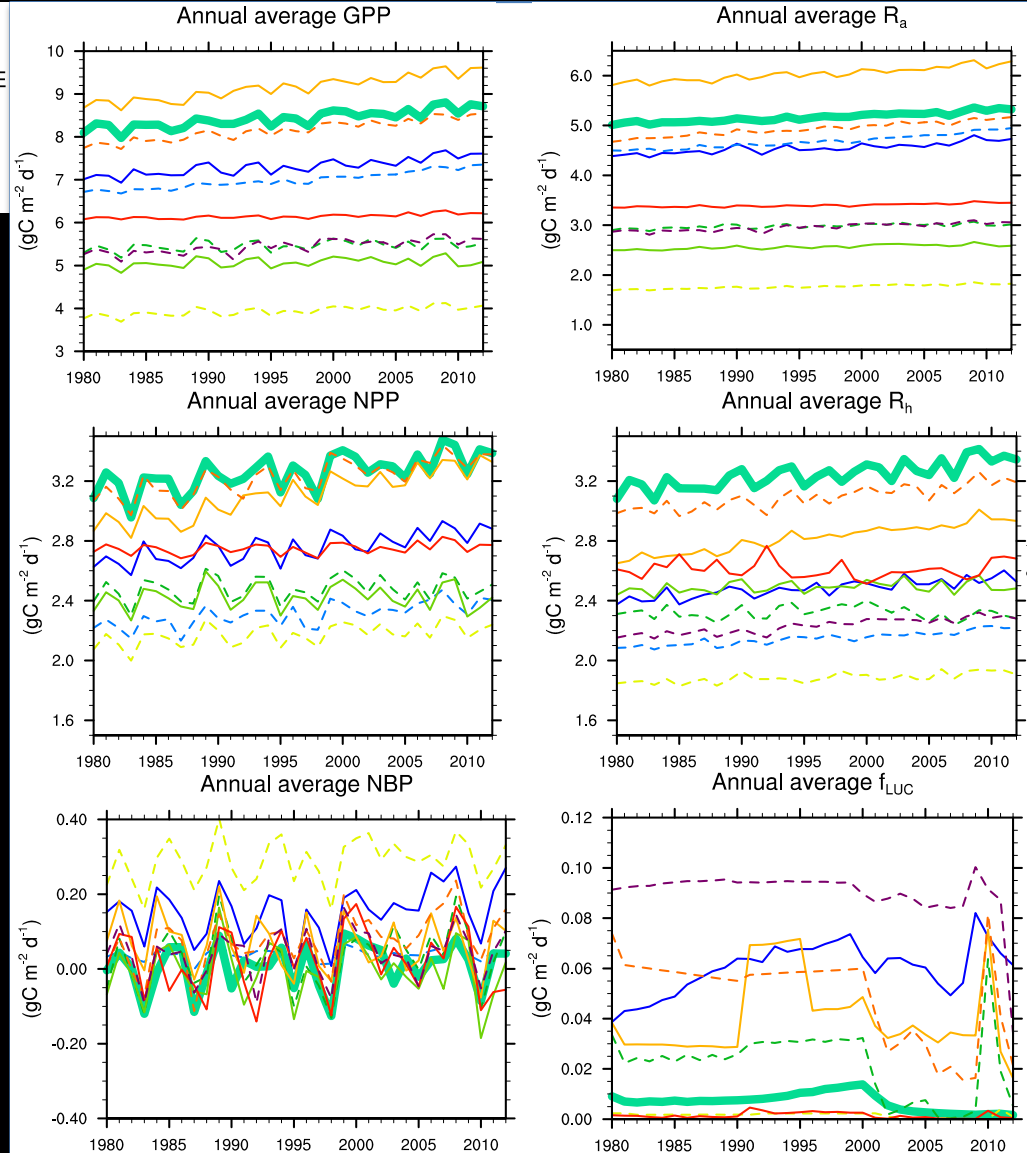 Annual average GPP
10
9
8
7
6
5
4
3
(gC m⁻² d⁻¹)
1980 1985 1990 1995 2000 2005 2010
Annual average Rₐ
6.0
5.0
4.0
3.0
2.0
1.0
(gC m⁻² d⁻¹)
1980 1985 1990 1995 2000 2005 2010
Annual average NPP
3.2
2.8
2.4
2.0
1.6
(gC m⁻² d⁻¹)
1980 1985 1990 1995 2000 2005 2010
Annual average Rₕ
3.2
2.8
2.4
2.0
1.6
(gC m⁻² d⁻¹)
1980 1985 1990 1995 2000 2005 2010
Annual average NBP
0.40
0.20
0.00
-0.20
-0.40
(gC m⁻² d⁻¹)
1980 1985 1990 1995 2000 2005 2010
Annual average f_LUC
0.12
0.10
0.08
0.06
0.04
0.02
0.00
(gC m⁻² d⁻¹)
1980 1985 1990 1995 2000 2005 2010